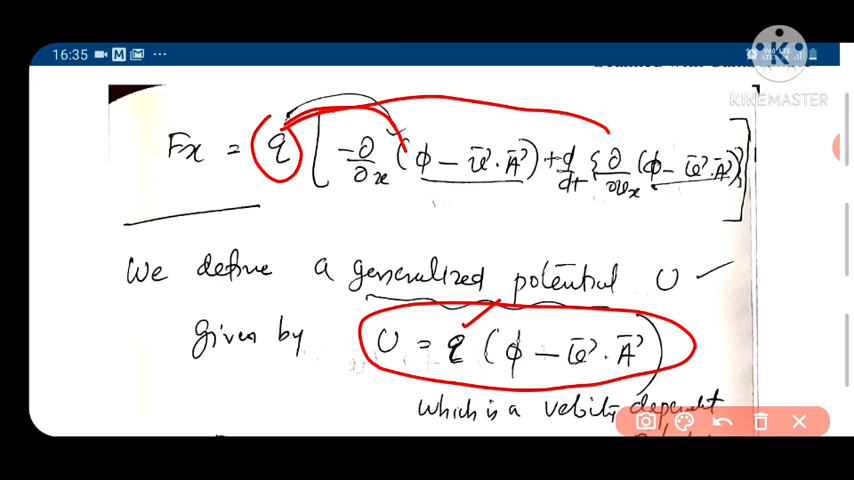 16:35 M ...
KINEMASTER
Fx = q [ -∂/∂x (ϕ - v⃗ · A⃗) + d/dt { ∂/∂vx (ϕ - v⃗ · A⃗) } ]
We define a generalized potential U
given by U = q (ϕ - v⃗ · A⃗)
which is a velocity dependent